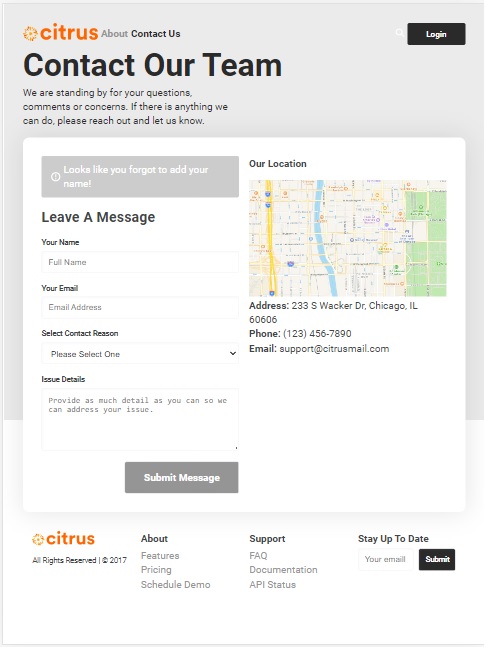 citrus About Contact Us Login
Contact Our Team
We are standing by for your questions,
comments or concerns. If there is anything we
can do, please reach out and let us know.
Looks like you forgot to add your
name!
Leave A Message
Your Name
Full Name
Your Email
Email Address
Select Contact Reason
Please Select One
Issue Details
Provide as much detail as you can so we
can address your issue.
Submit Message
Our Location
Address: 233 S Wacker Dr, Chicago, IL
60606
Phone: (123) 456-7890
Email: support@citrusmail.com
citrus
All Rights Reserved | © 2017
About
Features
Pricing
Schedule Demo
Support
FAQ
Documentation
API Status
Stay Up To Date
Your email Submit